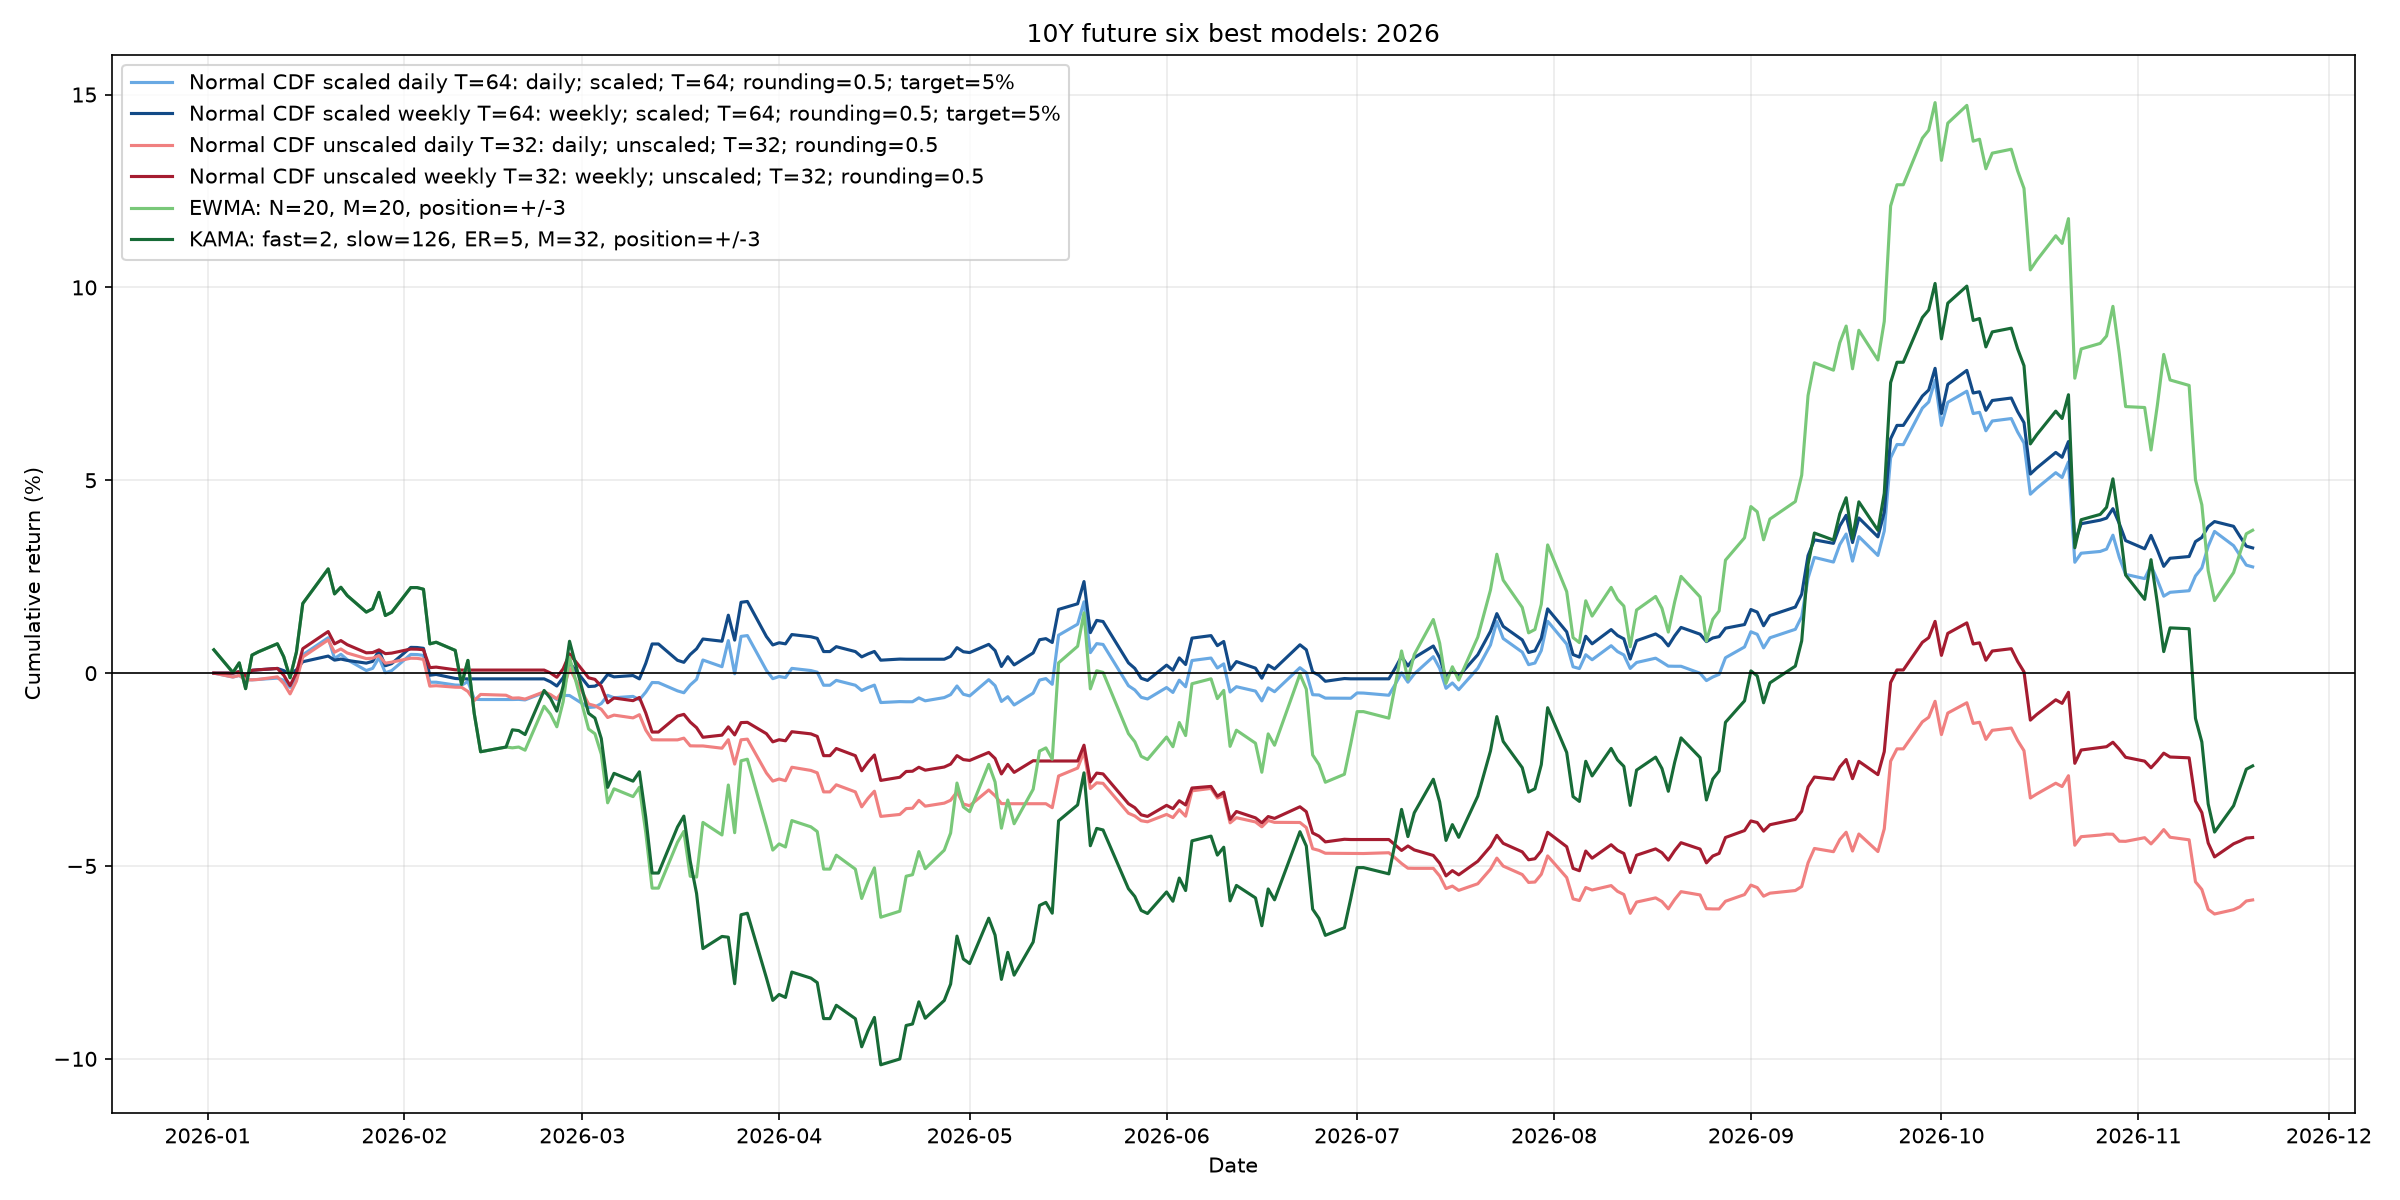 10Y future six best models: 2026
Normal CDF scaled daily T=64: daily; scaled; T=64; rounding=0.5; target=5%
Normal CDF scaled weekly T=64: weekly; scaled; T=64; rounding=0.5; target=5%
Normal CDF unscaled daily T=32: daily; unscaled; T=32; rounding=0.5
Normal CDF unscaled weekly T=32: weekly; unscaled; T=32; rounding=0.5
EWMA: N=20, M=20, position=+/-3
KAMA: fast=2, slow=126, ER=5, M=32, position=+/-3
Cumulative return (%)
15
10
5
0
−5
−10
2026-01 2026-02 2026-03 2026-04 2026-05 2026-06 2026-07 2026-08 2026-09 2026-10 2026-11 2026-12
Date